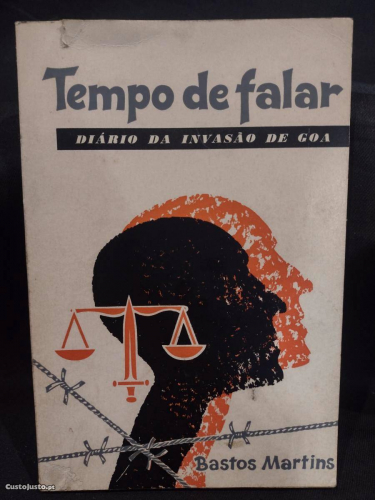 Tempo de falar
DIÁRIO DA INVASÃO DE GOA
Bastos Martins
Custojusto.pt